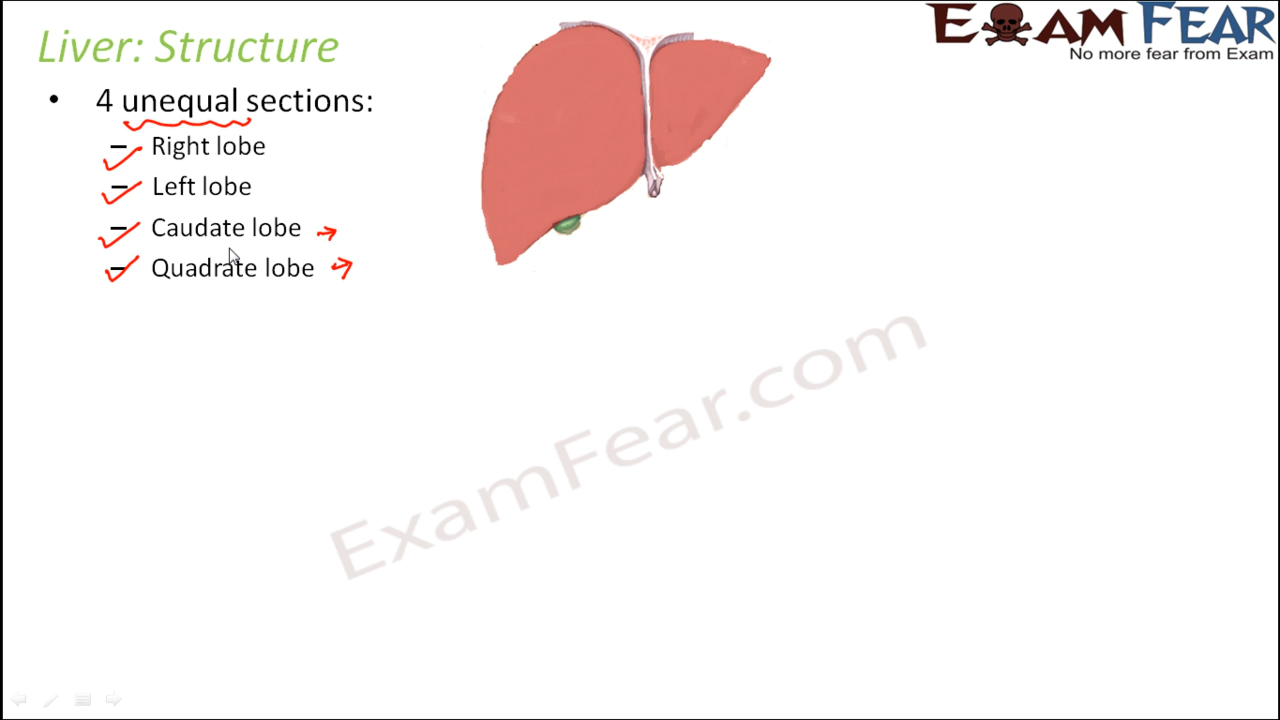 Liver: Structure
EXAM FEAR
No more fear from Exam
• 4 unequal sections:
– Right lobe
– Left lobe
– Caudate lobe
– Quadrate lobe
ExamFear.com